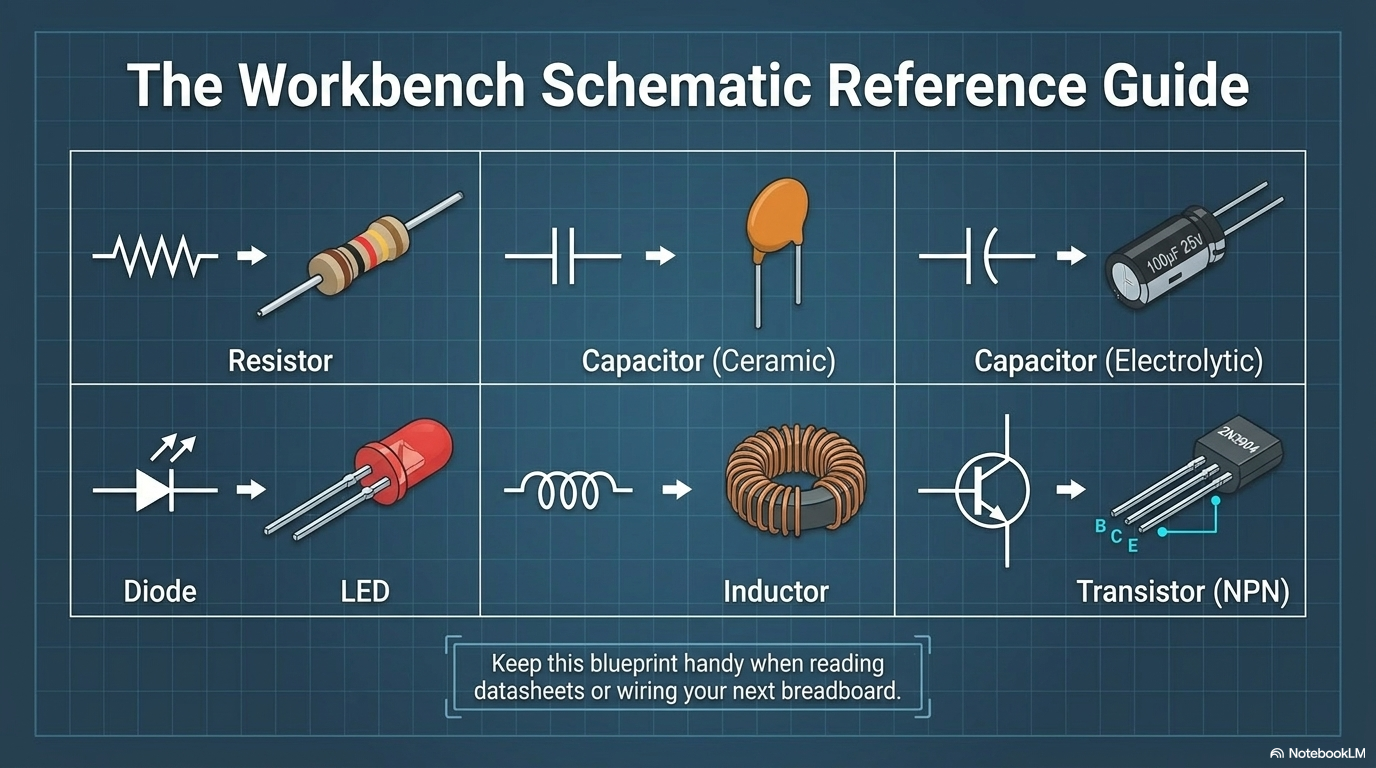 The Workbench Schematic Reference Guide
Resistor
Capacitor (Ceramic)
100µF 25v
Capacitor (Electrolytic)
Diode
LED
Inductor
2N3904
B
C
E
Transistor (NPN)
Keep this blueprint handy when reading
datasheets or wiring your next breadboard.
NotebookLM